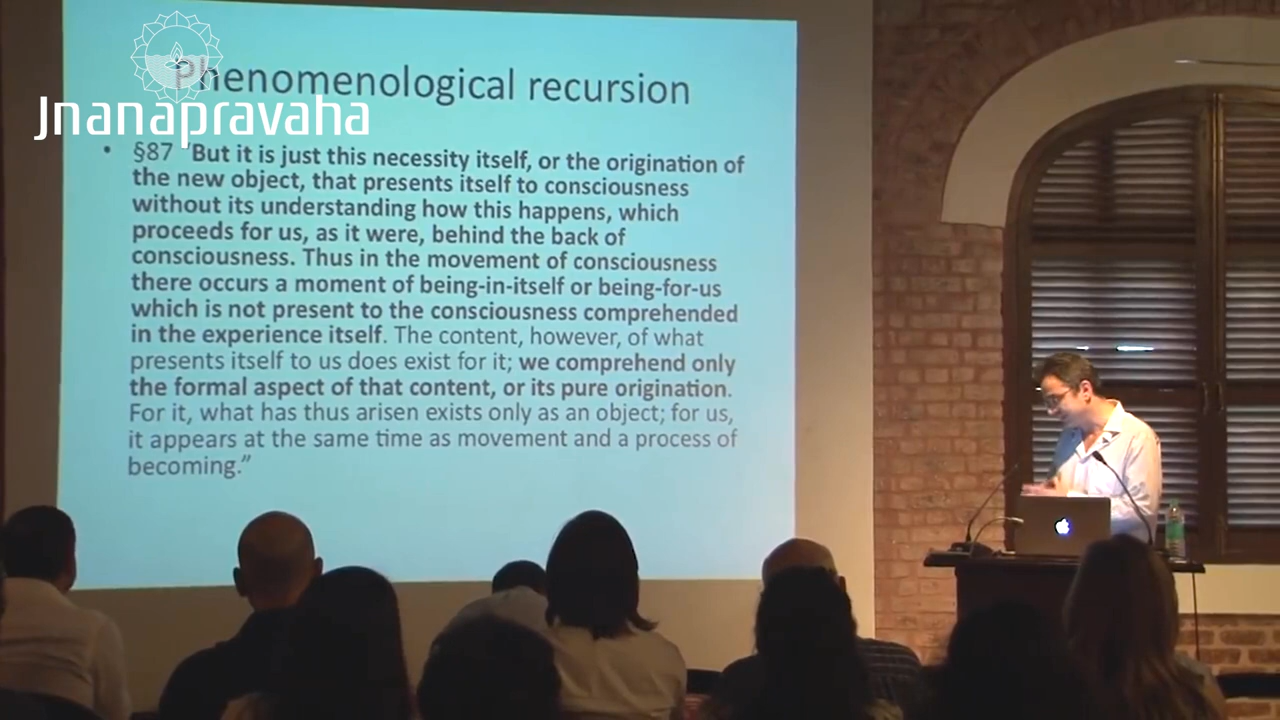 Phenomenological recursion
Jnanapravaha
• §87 "But it is just this necessity itself, or the origination of
the new object, that presents itself to consciousness
without its understanding how this happens, which
proceeds for us, as it were, behind the back of
consciousness. Thus in the movement of consciousness
there occurs a moment of being-in-itself or being-for-us
which is not present to the consciousness comprehended
in the experience itself. The content, however, of what
presents itself to us does exist for it; we comprehend only
the formal aspect of that content, or its pure origination.
For it, what has thus arisen exists only as an object; for us,
it appears at the same time as movement and a process of
becoming.”